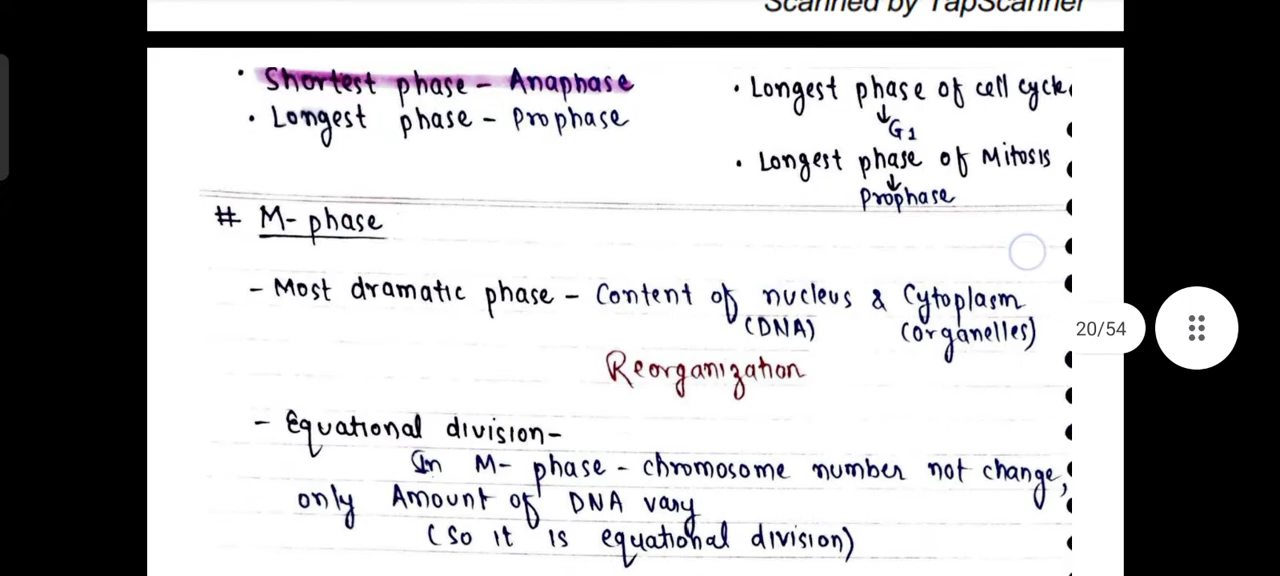 Scanned by TapScanner
• Shortest phase - Anaphase
• Longest phase - Prophase
• Longest phase of cell cycle
↓
G1
• Longest phase of Mitosis
↓
Prophase
# M- phase
- Most dramatic phase - Content of nucleus & Cytoplasm
(DNA) (organelles)
Reorganization
20/54
- Equational division-
In M- phase - chromosome number not change,
only Amount of DNA vary
(So it is equational division)